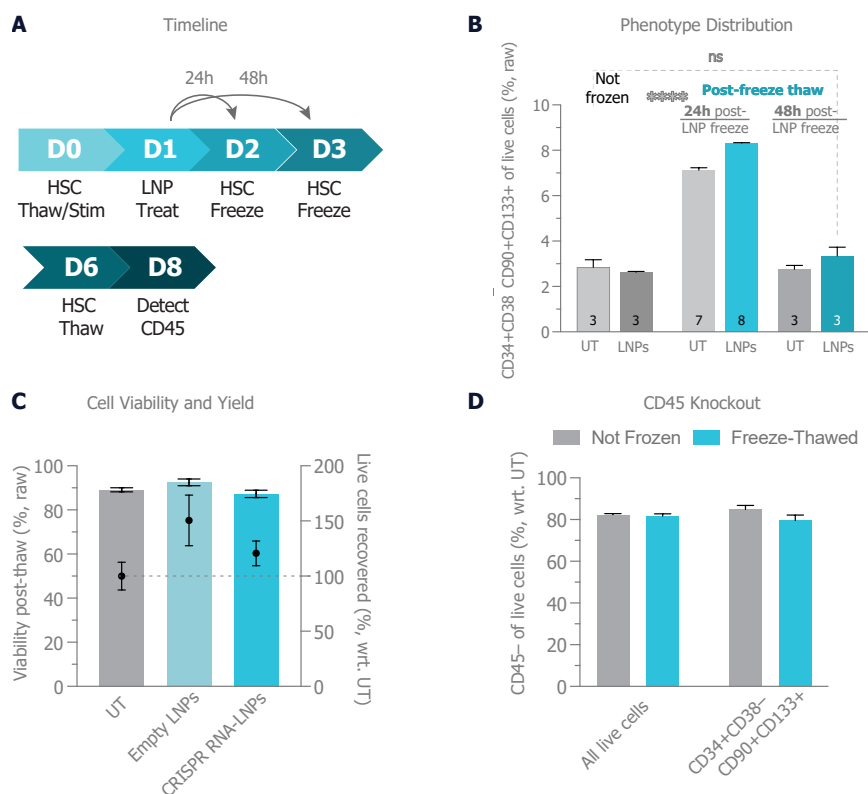 A
Timeline
24h 48h
D0 D1 D2 D3
HSC LNP HSC HSC
Thaw/Stim Treat Freeze Freeze
D6 D8
HSC Detect
Thaw CD45
B
Phenotype Distribution
ns
Not
frozen
****
Post-freeze thaw
24h post- 48h post-
LNP freeze LNP freeze
CD34+CD38– CD90+CD133+ of live cells (%, raw)
10
8
6
4
2
0
3 3 7 8 3 3
UT LNPs UT LNPs UT LNPs
C
Cell Viability and Yield
Viability post-thaw (%, raw)
100
80
60
40
20
0
200
150
100
50
0
Live cells recovered (%, wrt. UT)
UT
Empty LNPs
CRISPR RNA-LNPs
D
CD45 Knockout
Not Frozen Freeze-Thawed
CD45– of live cells (%, wrt. UT)
100
80
60
40
20
0
All live cells
CD34+CD38–
CD90+CD133+